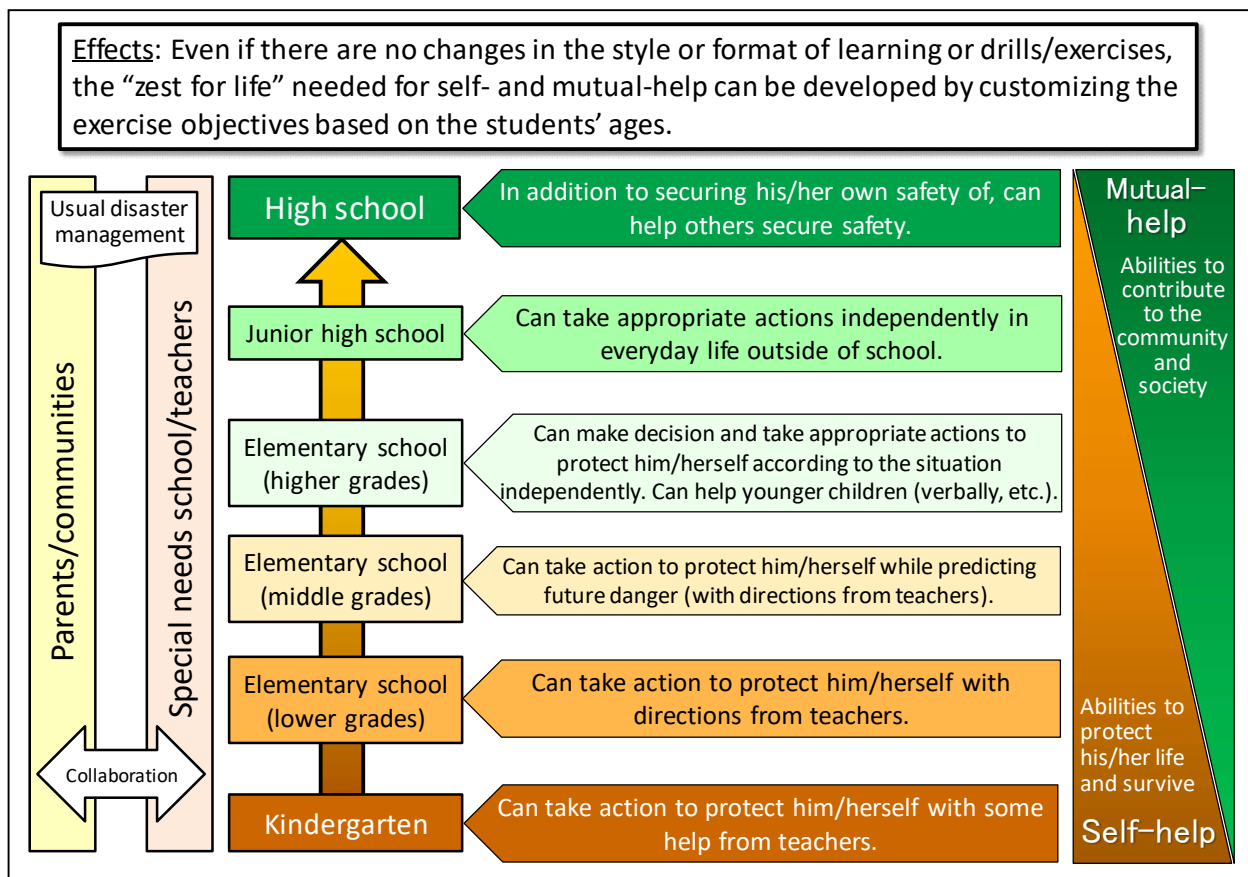 Effects: Even if there are no changes in the style or format of learning or drills/exercises,
the “zest for life” needed for self- and mutual-help can be developed by customizing the
exercise objectives based on the students’ ages.
Usual disaster
management
Parents/communities
Special needs school/teachers
Collaboration
High school
In addition to securing his/her own safety of, can
help others secure safety.
Junior high school
Can take appropriate actions independently in
everyday life outside of school.
Elementary school
(higher grades)
Can make decision and take appropriate actions to
protect him/herself according to the situation
independently. Can help younger children (verbally, etc.).
Elementary school
(middle grades)
Can take action to protect him/herself while predicting
future danger (with directions from teachers).
Elementary school
(lower grades)
Can take action to protect him/herself with
directions from teachers.
Kindergarten
Can take action to protect him/herself with some
help from teachers.
Mutual-
help
Abilities to
contribute
to the
community
and
society
Abilities to
protect
his/her life
and survive
Self-help